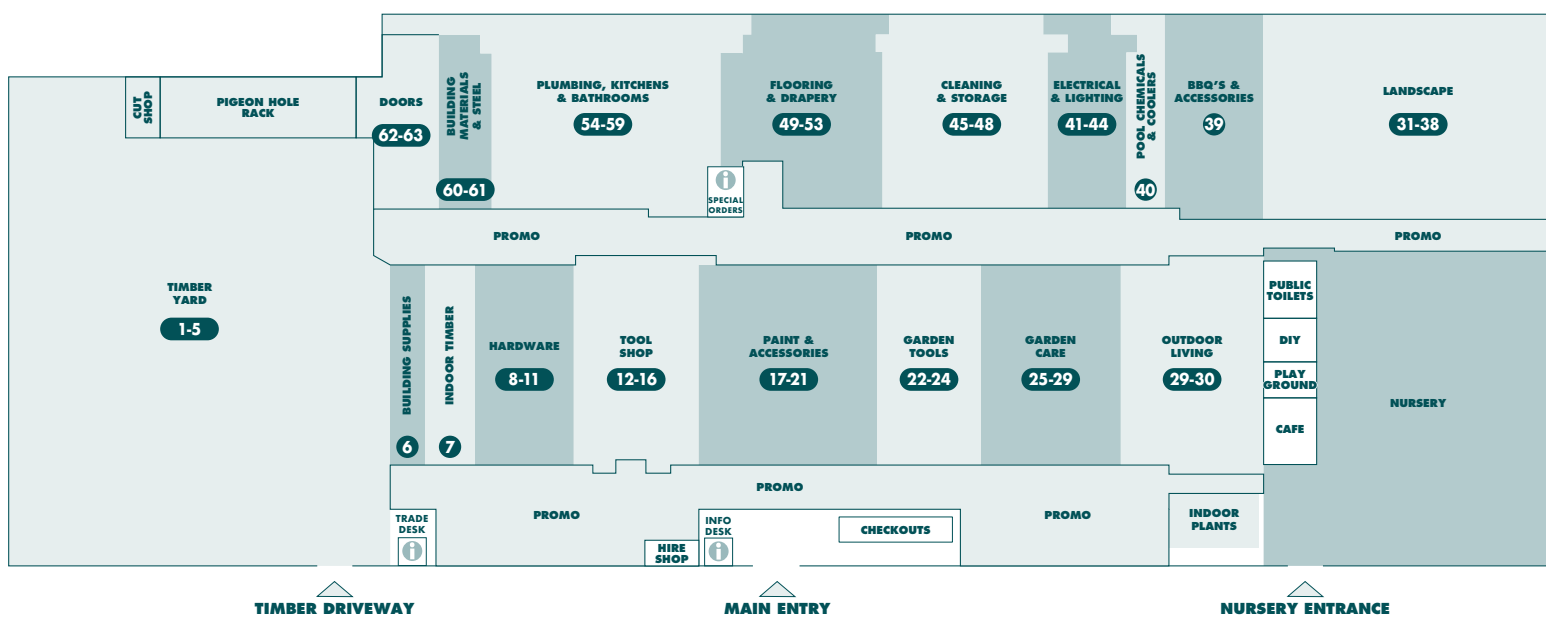 CUT
SHOP
PIGEON HOLE
RACK
DOORS
62-63
BUILDING
MATERIALS
& STEEL
60-61
PLUMBING, KITCHENS
& BATHROOMS
54-59
FLOORING
& DRAPERY
49-53
CLEANING
& STORAGE
45-48
ELECTRICAL
& LIGHTING
41-44
POOL CHEMICALS
& COOLERS
40
BBQ'S &
ACCESSORIES
39
LANDSCAPE
31-38
i
SPECIAL
ORDERS
PROMO
PROMO
PROMO
TIMBER
YARD
1-5
BUILDING SUPPLIES
6
INDOOR TIMBER
7
HARDWARE
8-11
TOOL
SHOP
12-16
PAINT &
ACCESSORIES
17-21
GARDEN
TOOLS
22-24
GARDEN
CARE
25-29
OUTDOOR
LIVING
29-30
PUBLIC
TOILETS
DIY
PLAY
GROUND
CAFE
NURSERY
PROMO
PROMO
PROMO
TRADE
DESK
i
HIRE
SHOP
INFO
DESK
i
CHECKOUTS
INDOOR
PLANTS
TIMBER DRIVEWAY
MAIN ENTRY
NURSERY ENTRANCE